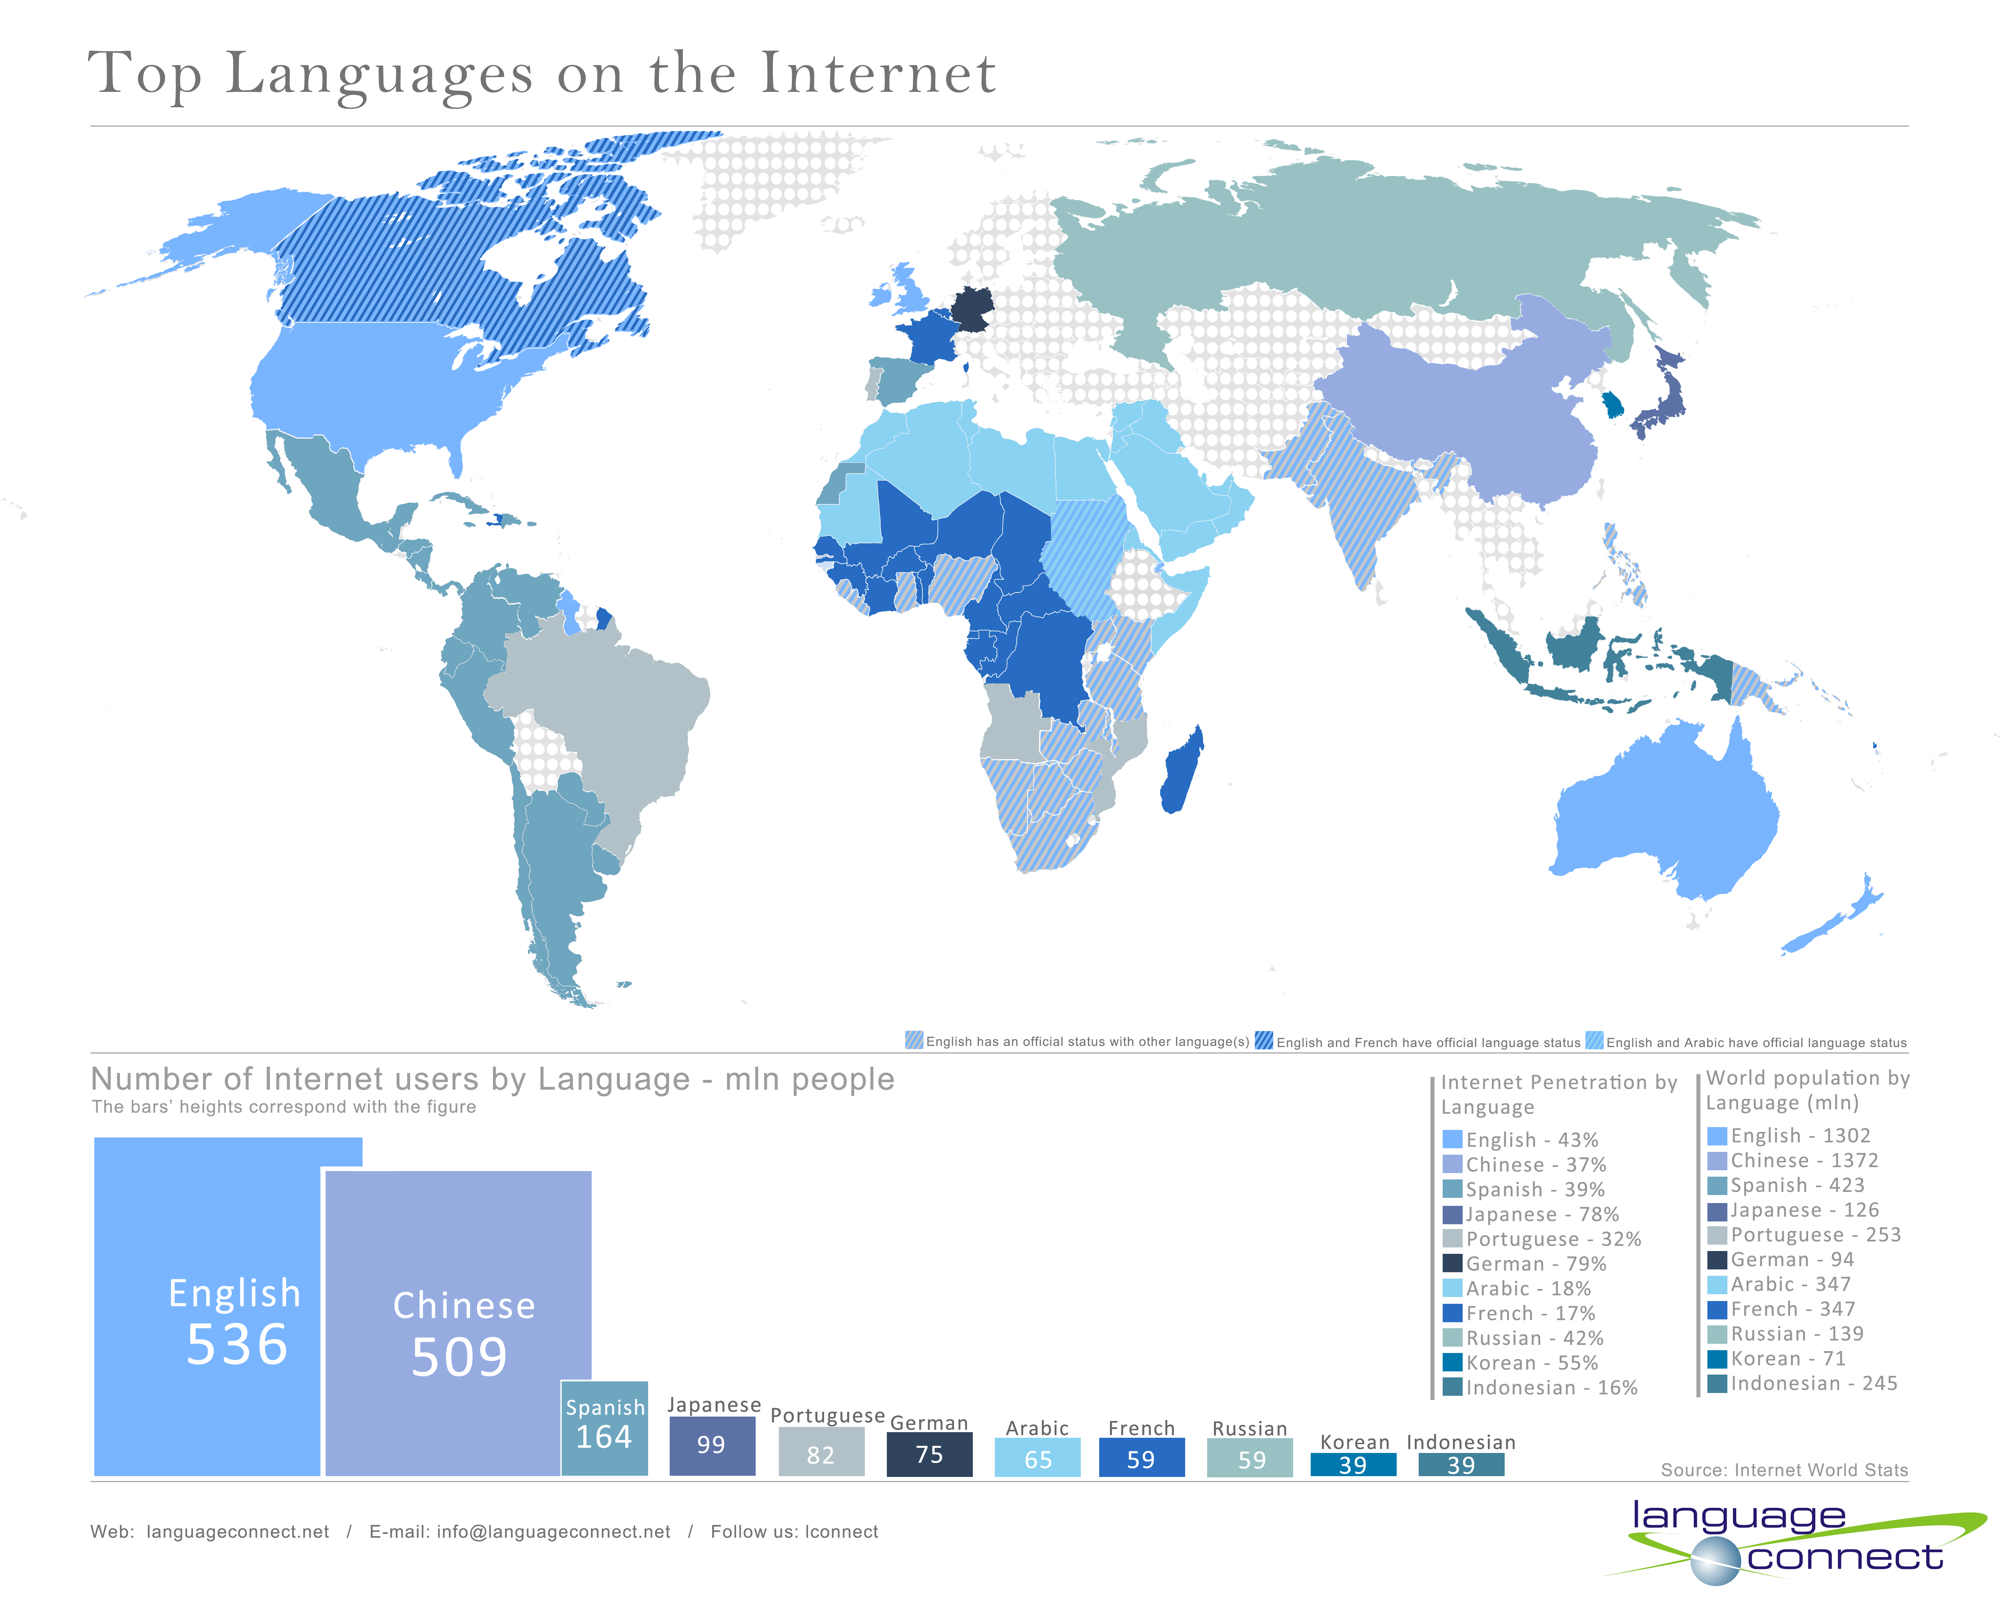 Top Languages on the Internet
English has an official status with other language(s)
English and French have official language status
English and Arabic have official language status
Number of Internet users by Language - mln people
The bars' heights correspond with the figure
English
536
Chinese
509
Spanish
164
Japanese
99
Portuguese
82
German
75
Arabic
65
French
59
Russian
59
Korean
39
Indonesian
39
Internet Penetration by
Language
English - 43%
Chinese - 37%
Spanish - 39%
Japanese - 78%
Portuguese - 32%
German - 79%
Arabic - 18%
French - 17%
Russian - 42%
Korean - 55%
Indonesian - 16%
World population by
Language (mln)
English - 1302
Chinese - 1372
Spanish - 423
Japanese - 126
Portuguese - 253
German - 94
Arabic - 347
French - 347
Russian - 139
Korean - 71
Indonesian - 245
Source: Internet World Stats
Web: languageconnect.net / E-mail: info@languageconnect.net / Follow us: lconnect
language
connect